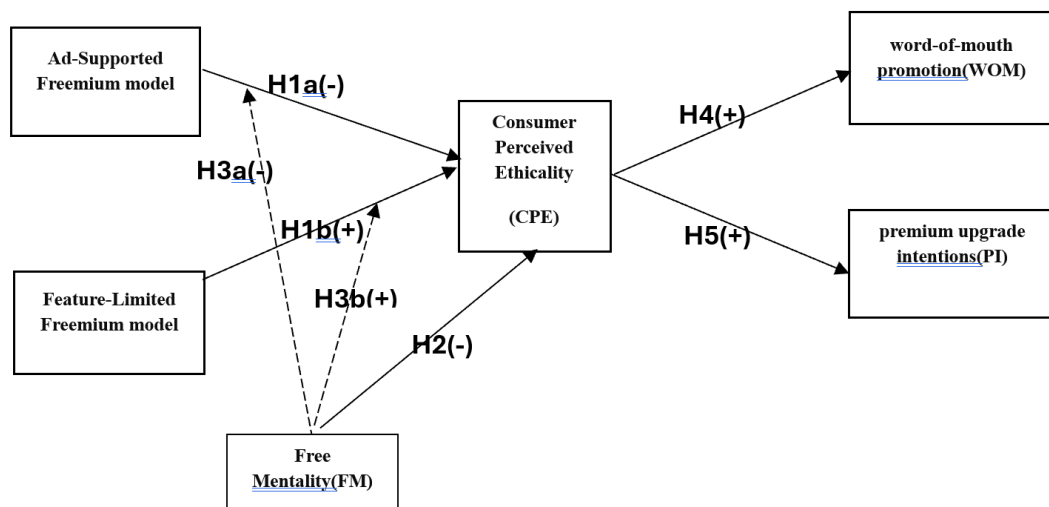 Ad-Supported
Freemium model
H1a(-)
H3a(-)
H1b(+)
Feature-Limited
Freemium model
H3b(+)
H2(-)
Free
Mentality(FM)
Consumer
Perceived
Ethicality
(CPE)
H4(+)
H5(+)
word-of-mouth
promotion(WOM)
premium upgrade
intentions(PI)